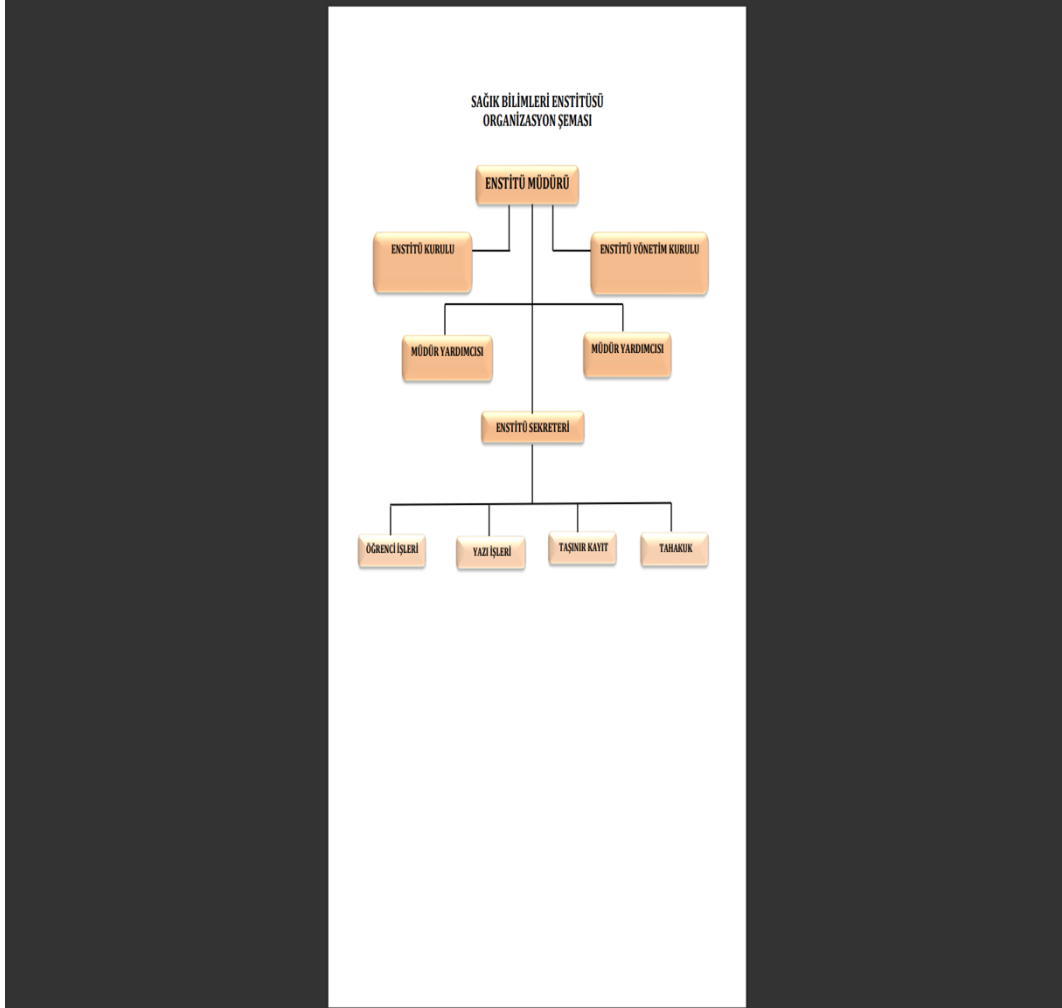 SAĞIK BİLİMLERİ ENSTİTÜSÜ
ORGANİZASYON ŞEMASI
ENSTİTÜ MÜDÜRÜ
ENSTİTÜ KURULU
ENSTİTÜ YÖNETİM KURULU
MÜDÜR YARDIMCISI
MÜDÜR YARDIMCISI
ENSTİTÜ SEKRETERİ
ÖĞRENCİ İŞLERİ
YAZI İŞLERİ
TAŞINIR KAYIT
TAHAKUK